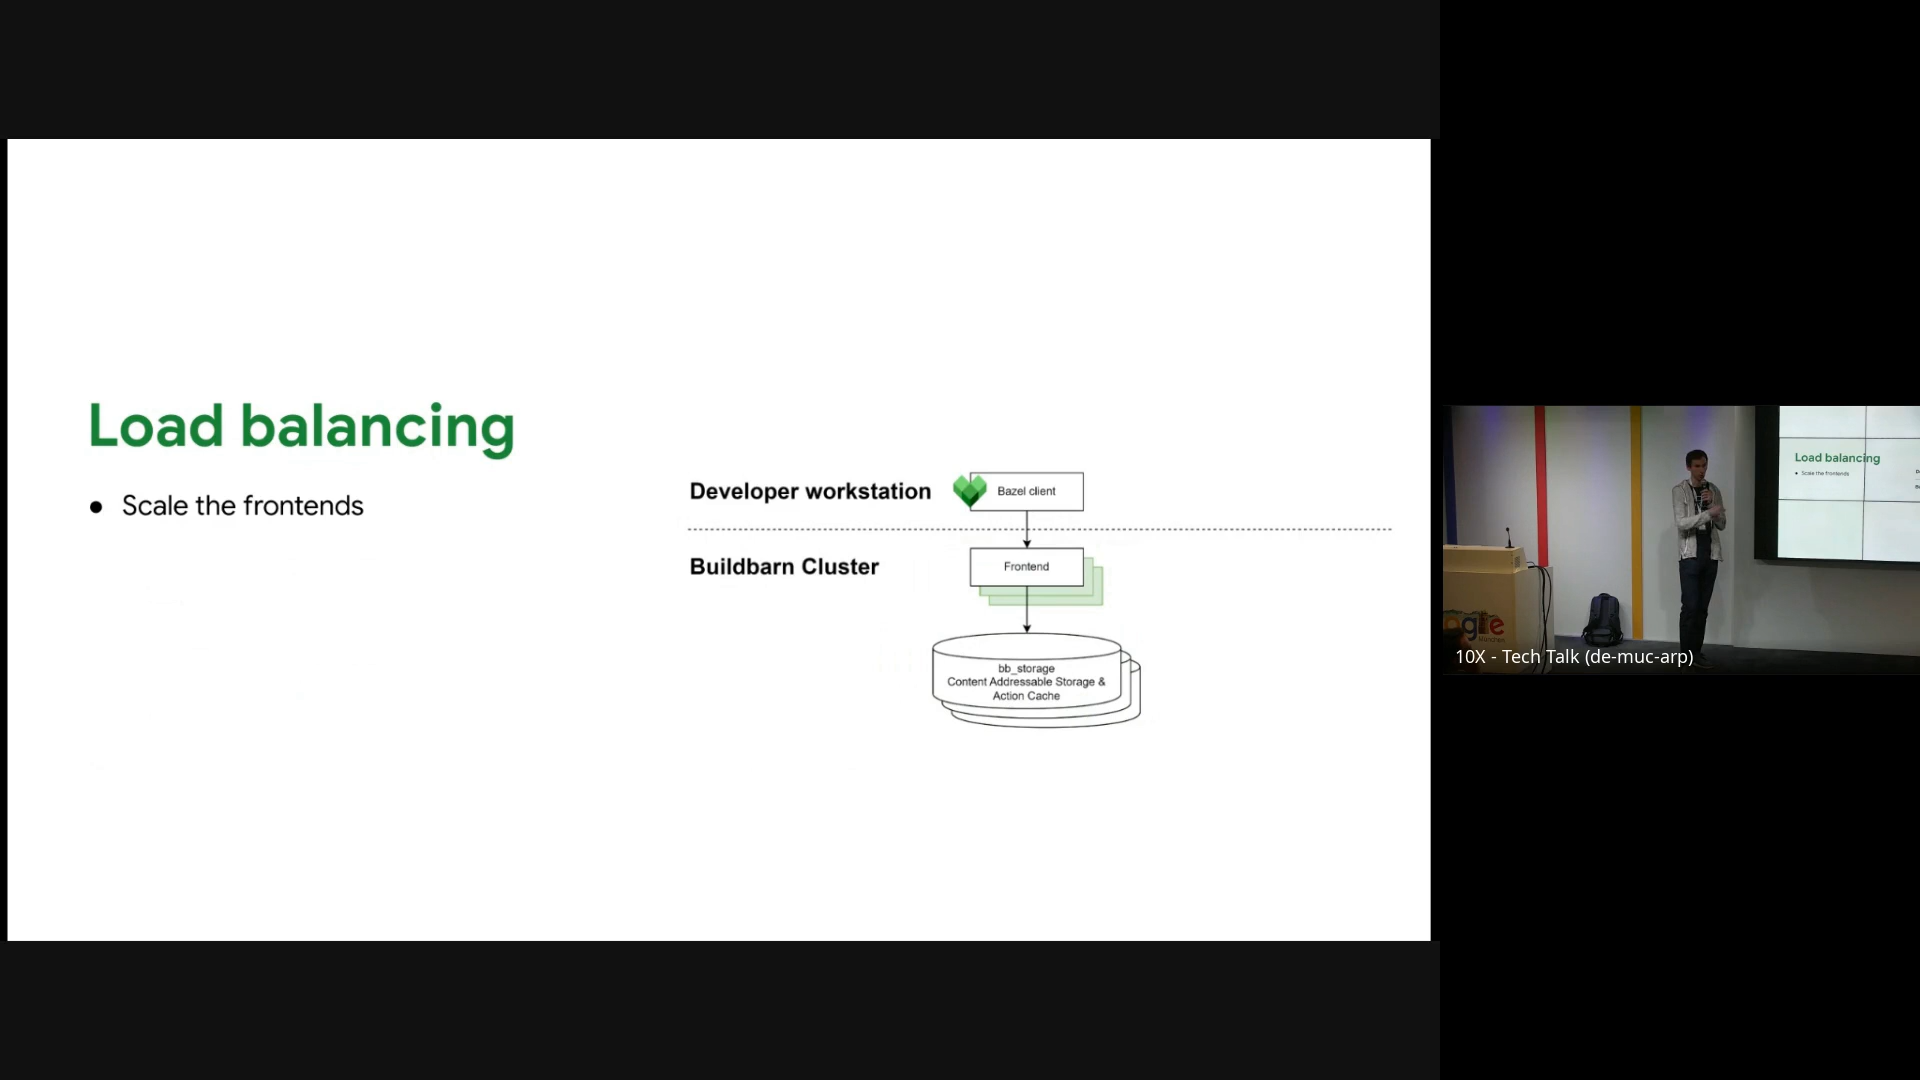 Load balancing
● Scale the frontends
Developer workstation
Bazel client
Buildbarn Cluster
Frontend
bb_storage
Content Addressable Storage &
Action Cache
Load balancing
Scale the frontends
10X - Tech Talk (de-muc-arp)